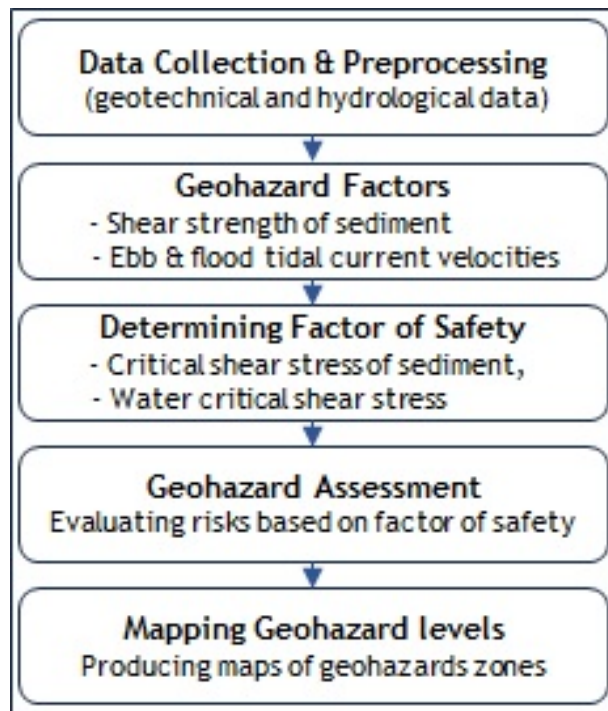 Data Collection & Preprocessing
(geotechnical and hydrological data)
Geohazard Factors
- Shear strength of sediment
- Ebb & flood tidal current velocities
Determining Factor of Safety
- Critical shear stress of sediment,
- Water critical shear stress
Geohazard Assessment
Evaluating risks based on factor of safety
Mapping Geohazard levels
Producing maps of geohazards zones